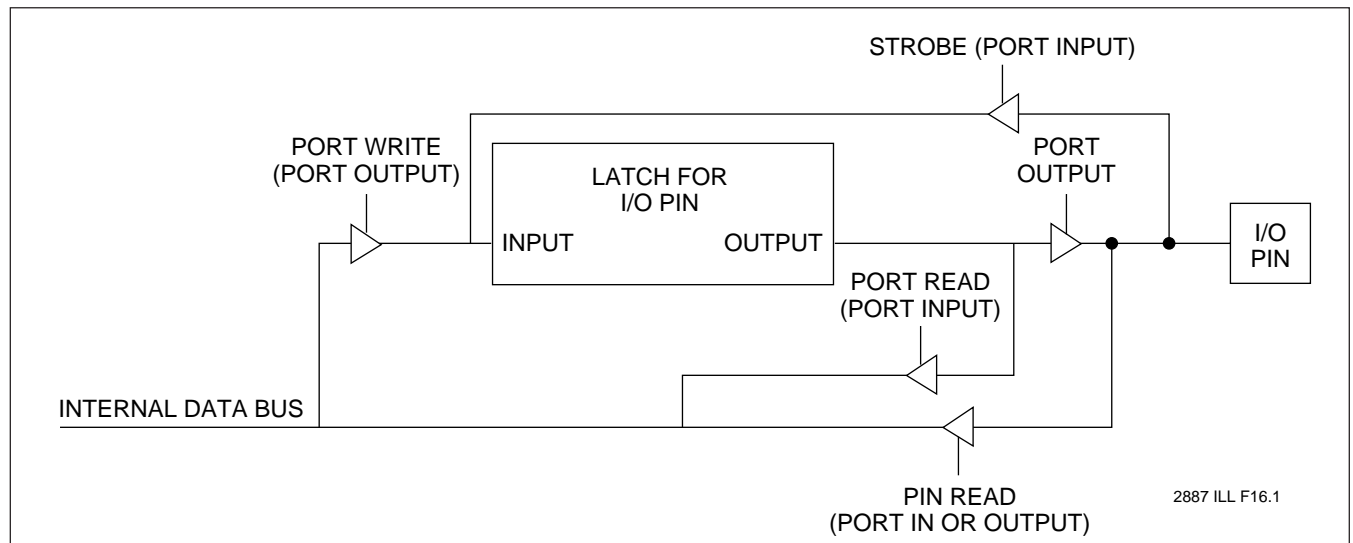 STROBE (PORT INPUT)
PORT WRITE
(PORT OUTPUT)
LATCH FOR
I/O PIN
INPUT
OUTPUT
PORT
OUTPUT
I/O
PIN
PORT READ
(PORT INPUT)
INTERNAL DATA BUS
PIN READ
(PORT IN OR OUTPUT)
2887 ILL F16.1